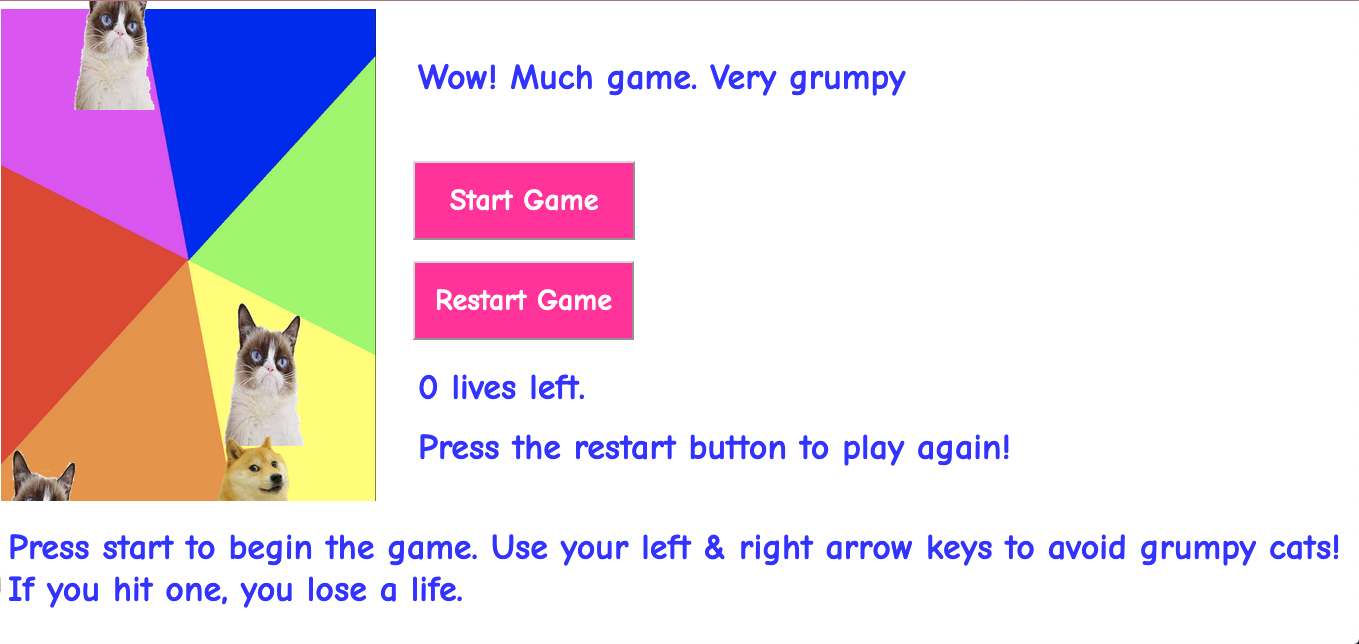 Wow! Much game. Very grumpy
Start Game
Restart Game
0 lives left.
Press the restart button to play again!
Press start to begin the game. Use your left & right arrow keys to avoid grumpy cats!
If you hit one, you lose a life.